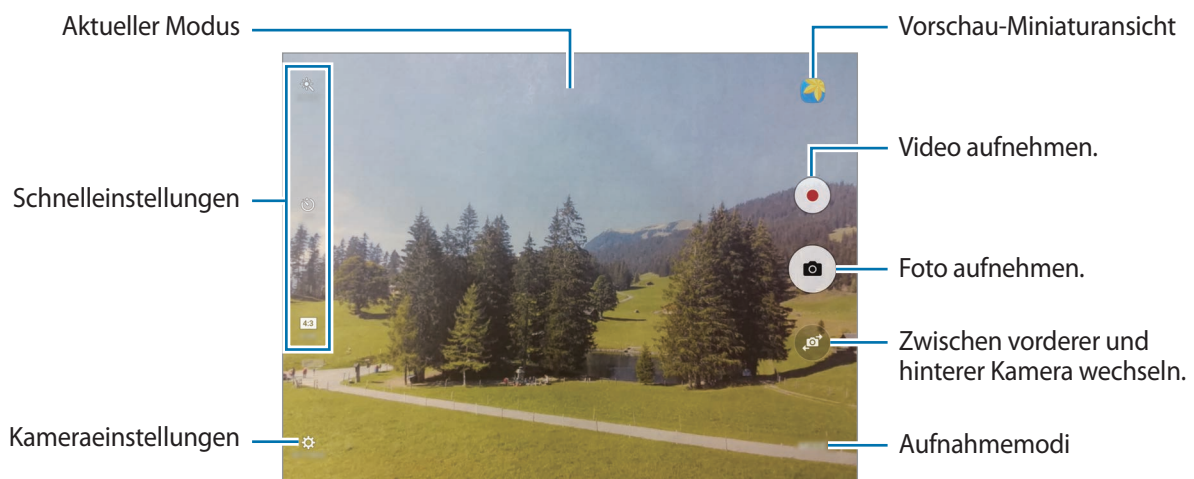 Aktueller Modus
Vorschau-Miniaturansicht
Video aufnehmen.
Schnelleinstellungen
Foto aufnehmen.
4:3
Zwischen vorderer und
hinterer Kamera wechseln.
Kameraeinstellungen
Aufnahmemodi